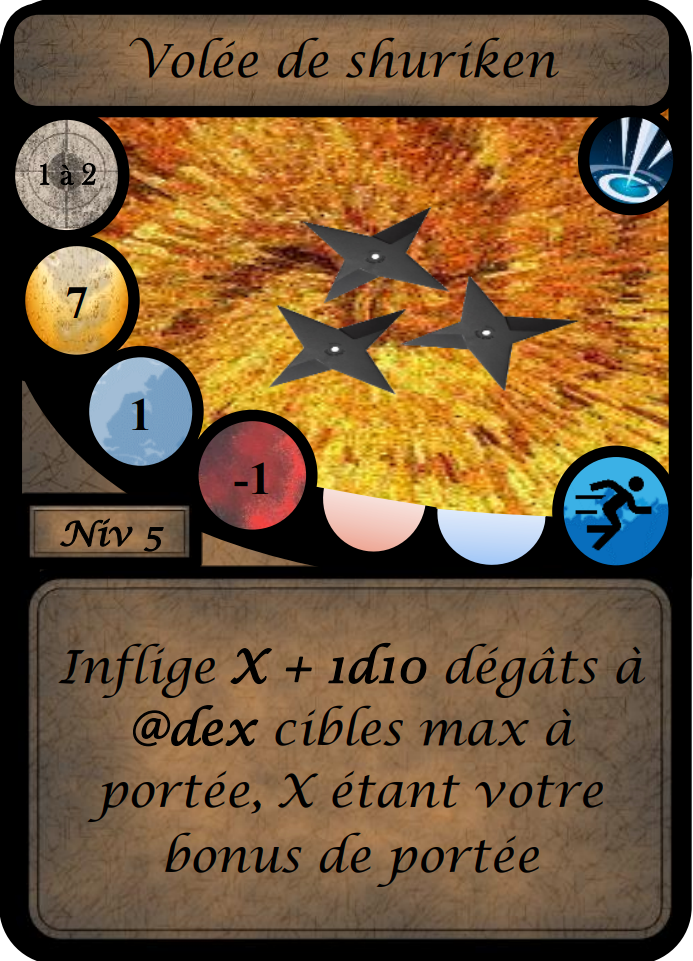 Volée de shuriken
1 à 2
7
1
-1
Niv 5
Inflige X + 1d10 dégâts à
@dex cibles max à
portée, X étant votre
bonus de portée